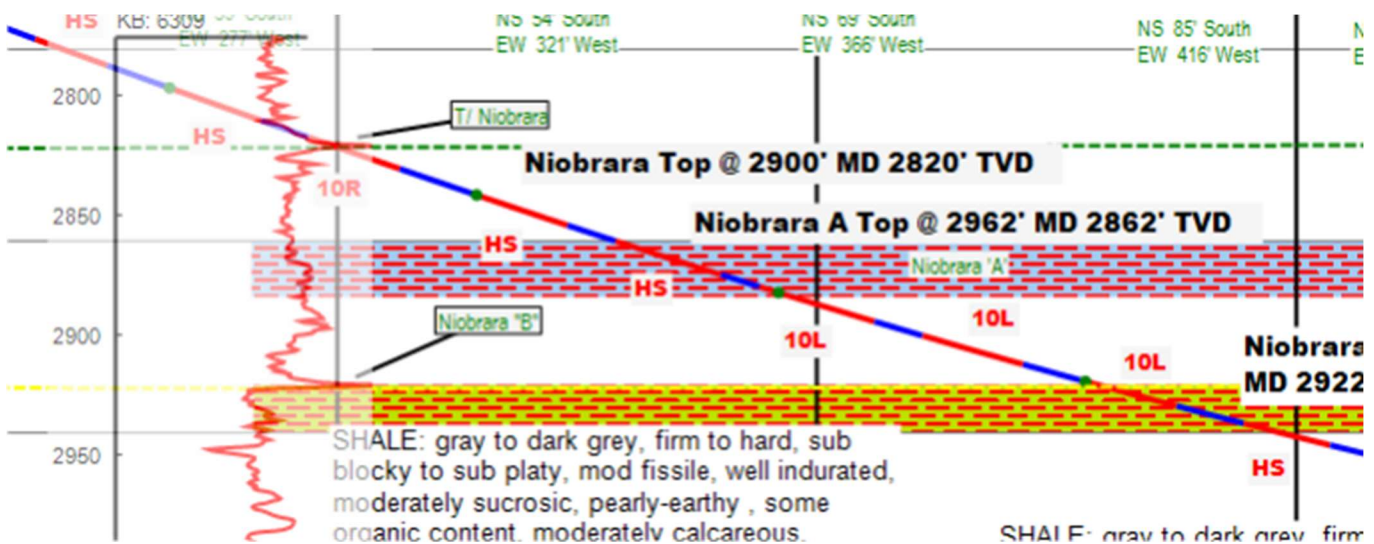 HS
KB: 6309
EW 277' West
NS 54' South
EW 321' West
NS 69' South
EW 366' West
NS 85' South
EW 416' West
2800
T/ Niobrara
HS
Niobrara Top @ 2900' MD 2820' TVD
10R
2850
Niobrara A Top @ 2962' MD 2862' TVD
HS
Niobrara 'A'
HS
10L
Niobrara "B"
2900
10L
Niobrara
10L
MD 2922
SHALE: gray to dark grey, firm to hard, sub
blocky to sub platy, mod fissile, well indurated,
2950
HS
moderately sucrosic, pearly-earthy , some
organic content, moderately calcareous.
SHALE: gray to dark grey, firm